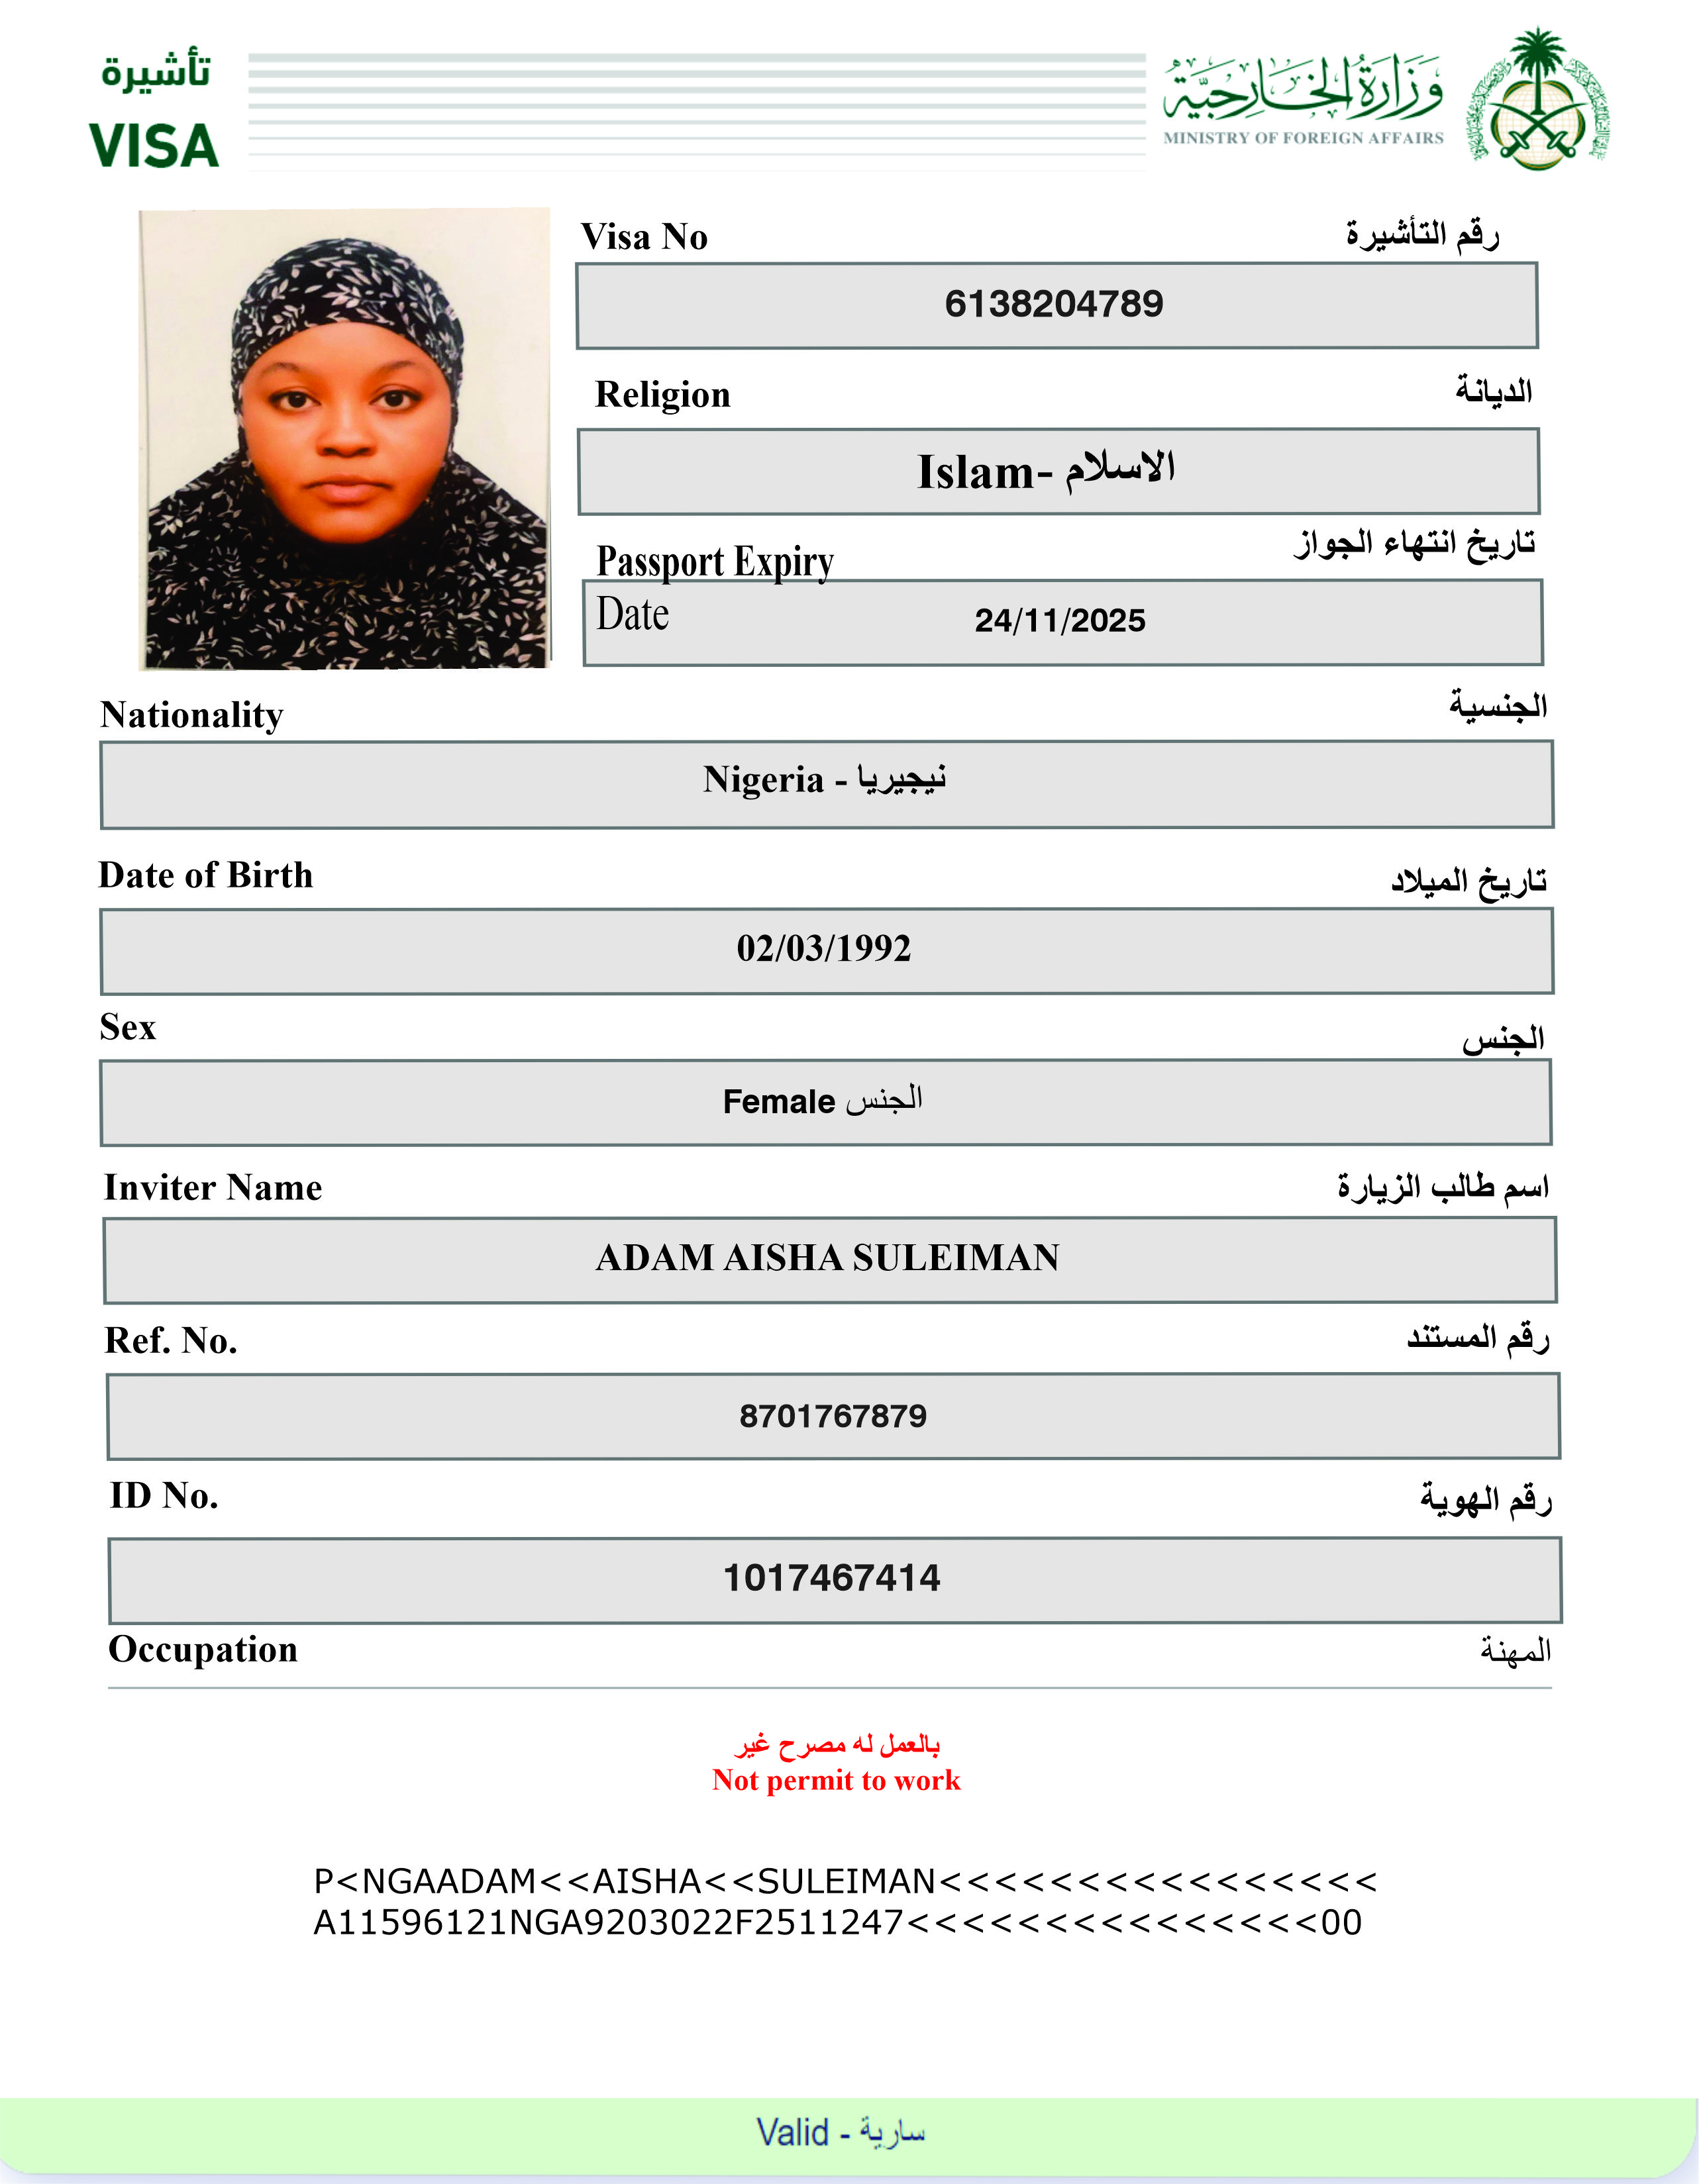 تأشيرة
VISA
وزارة الخارجية
MINISTRY OF FOREIGN AFFAIRS
Visa No رقم التأشيرة
6138204789
Religion الديانة
Islam- الاسلام
Passport Expiry تاريخ انتهاء الجواز
Date 24/11/2025
Nationality الجنسية
Nigeria - نيجيريا
Date of Birth تاريخ الميلاد
02/03/1992
Sex الجنس
Female الجنس
Inviter Name اسم طالب الزيارة
ADAM AISHA SULEIMAN
Ref. No. رقم المستند
8701767879
ID No. رقم الهوية
1017467414
Occupation المهنة
بالعمل له مصرح غير
Not permit to work
P<NGAADAM<<AISHA<<SULEIMAN<<<<<<<<<<<<<<<<
A11596121NGA9203022F2511247<<<<<<<<<<<<<<<00
Valid - سارية